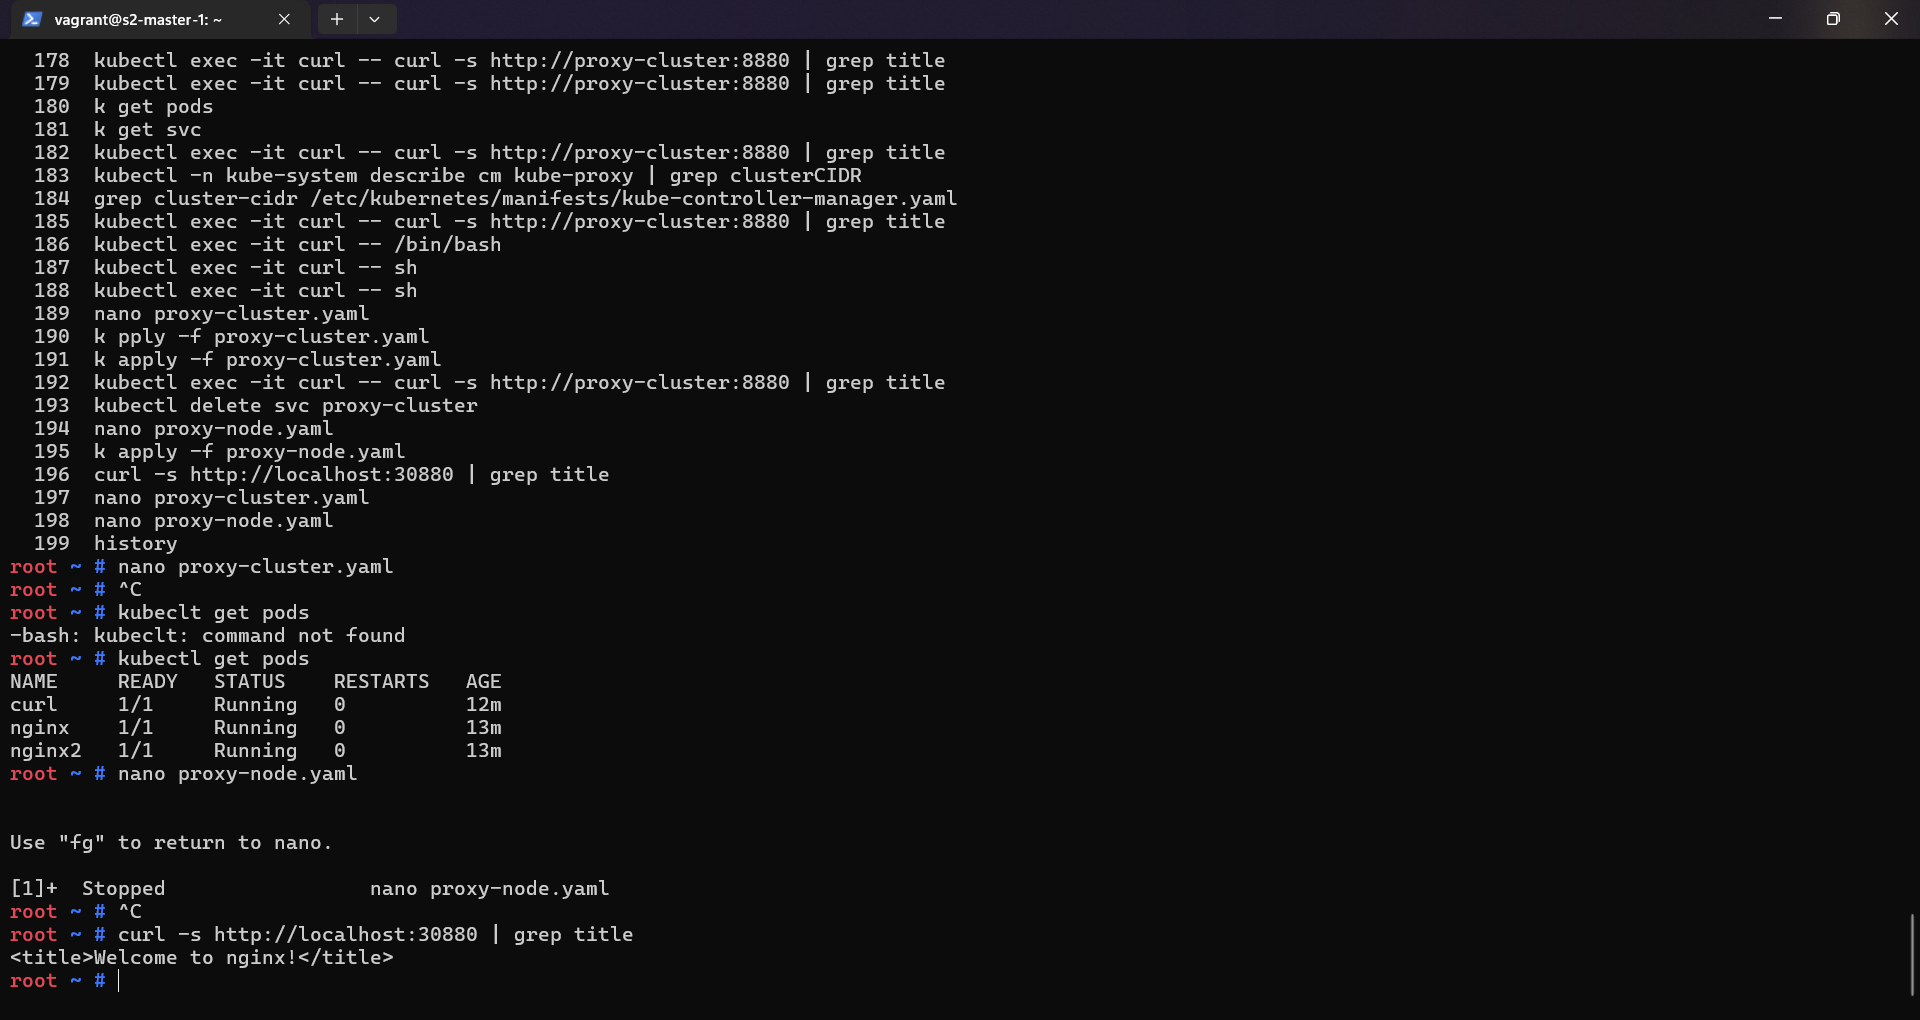 vagrant@s2-master-1: ~
178 kubectl exec -it curl -- curl -s http://proxy-cluster:8880 | grep title
179 kubectl exec -it curl -- curl -s http://proxy-cluster:8880 | grep title
180 k get pods
181 k get svc
182 kubectl exec -it curl -- curl -s http://proxy-cluster:8880 | grep title
183 kubectl -n kube-system describe cm kube-proxy | grep clusterCIDR
184 grep cluster-cidr /etc/kubernetes/manifests/kube-controller-manager.yaml
185 kubectl exec -it curl -- curl -s http://proxy-cluster:8880 | grep title
186 kubectl exec -it curl -- /bin/bash
187 kubectl exec -it curl -- sh
188 kubectl exec -it curl -- sh
189 nano proxy-cluster.yaml
190 k pply -f proxy-cluster.yaml
191 k apply -f proxy-cluster.yaml
192 kubectl exec -it curl -- curl -s http://proxy-cluster:8880 | grep title
193 kubectl delete svc proxy-cluster
194 nano proxy-node.yaml
195 k apply -f proxy-node.yaml
196 curl -s http://localhost:30880 | grep title
197 nano proxy-cluster.yaml
198 nano proxy-node.yaml
199 history
root ~ # nano proxy-cluster.yaml
root ~ # ^C
root ~ # kubeclt get pods
-bash: kubeclt: command not found
root ~ # kubectl get pods
NAME READY STATUS RESTARTS AGE
curl 1/1 Running 0 12m
nginx 1/1 Running 0 13m
nginx2 1/1 Running 0 13m
root ~ # nano proxy-node.yaml
Use "fg" to return to nano.
[1]+ Stopped nano proxy-node.yaml
root ~ # ^C
root ~ # curl -s http://localhost:30880 | grep title
<title>Welcome to nginx!</title>
root ~ #